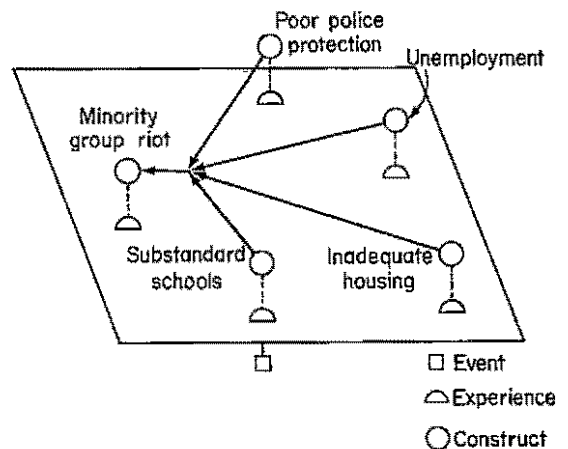 Poor police
protection
Unemployment
Minority
group riot
Substandard
schools
Inadequate
housing
Event
Experience
Construct